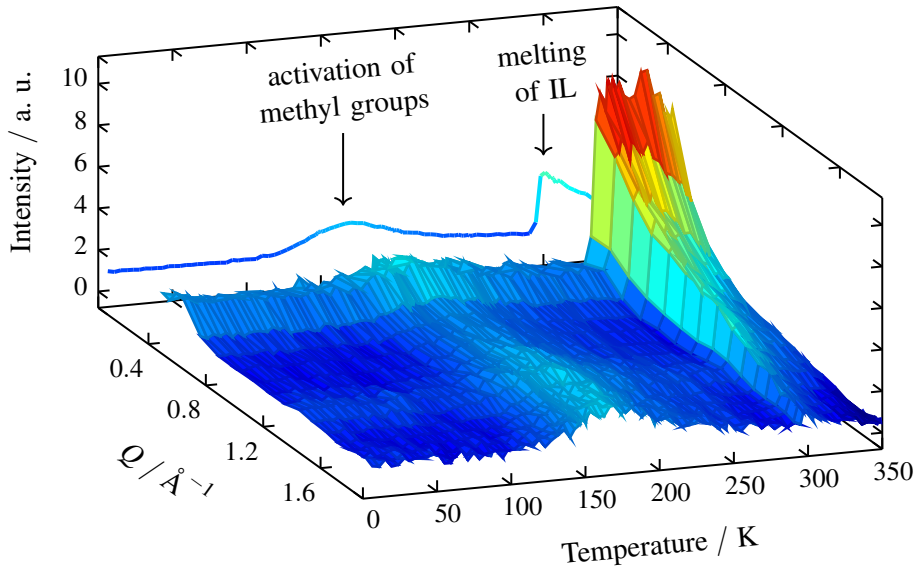 activation of
methyl groups
melting
of IL
Intensity / a. u.
10
8
6
4
2
0
0.4
0.8
1.2
1.6
Q / Å⁻¹
0
50
100
150
200
250
300
350
Temperature / K